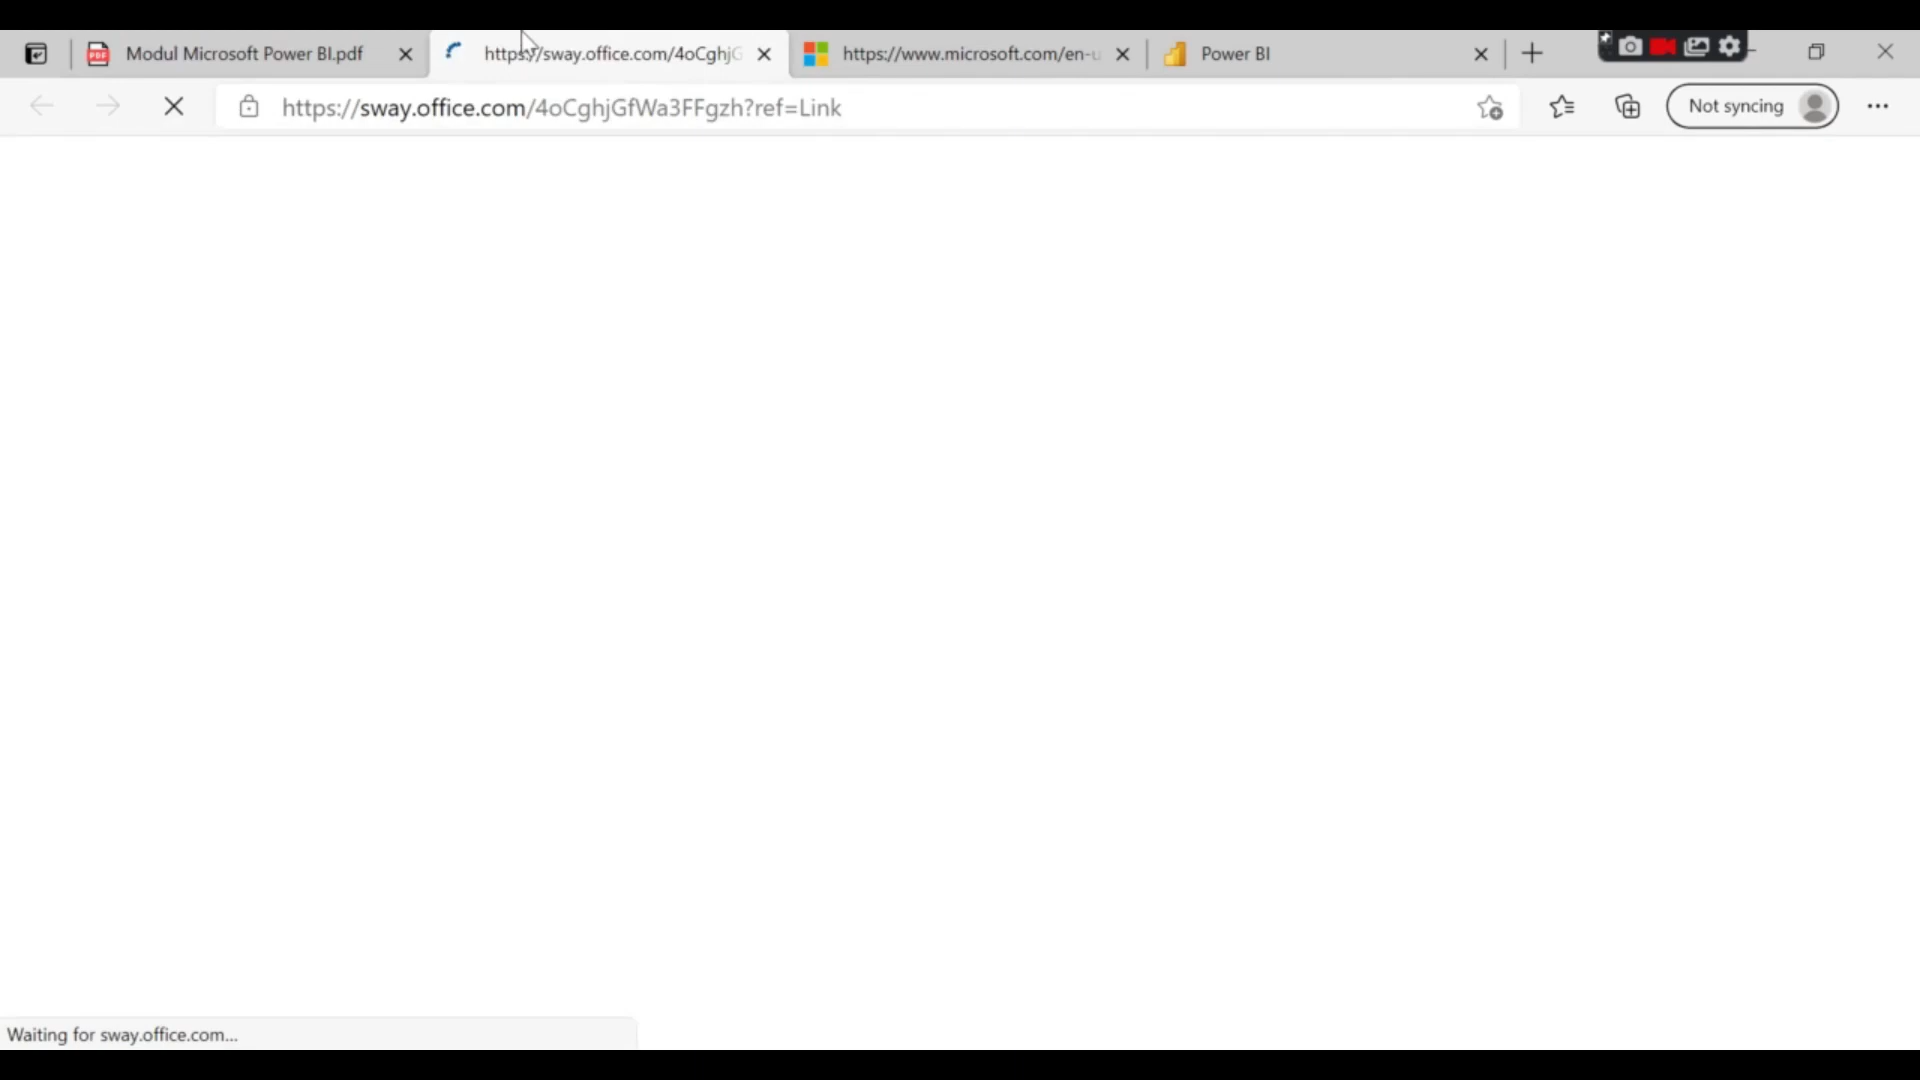 Modul Microsoft Power BI.pdf
https://sway.office.com/4oCghjG
https://www.microsoft.com/en-u
Power BI
https://sway.office.com/4oCghjGfWa3FFgzh?ref=Link
Not syncing
Waiting for sway.office.com...